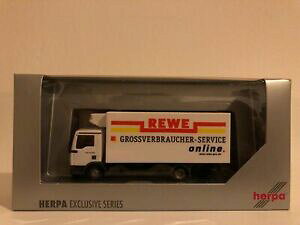 REWE
GROSSVERBRAUCHER-SERVICE
online.
HERPA EXCLUSIVE SERIES
herpa